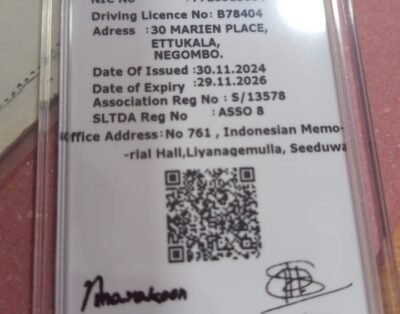 NIC No
Driving Licence No: B78404
Adress :30 MARIEN PLACE,
ETTUKALA,
NEGOMBO.
Date Of Issued :30.11.2024
Date of Expiry :29.11.2026
Association Reg No : S/13578
SLTDA Reg No :ASSO 8
Office Address:No 761 , Indonesian Memo-
-rial Hall,Liyanagemulla, Seeduwa